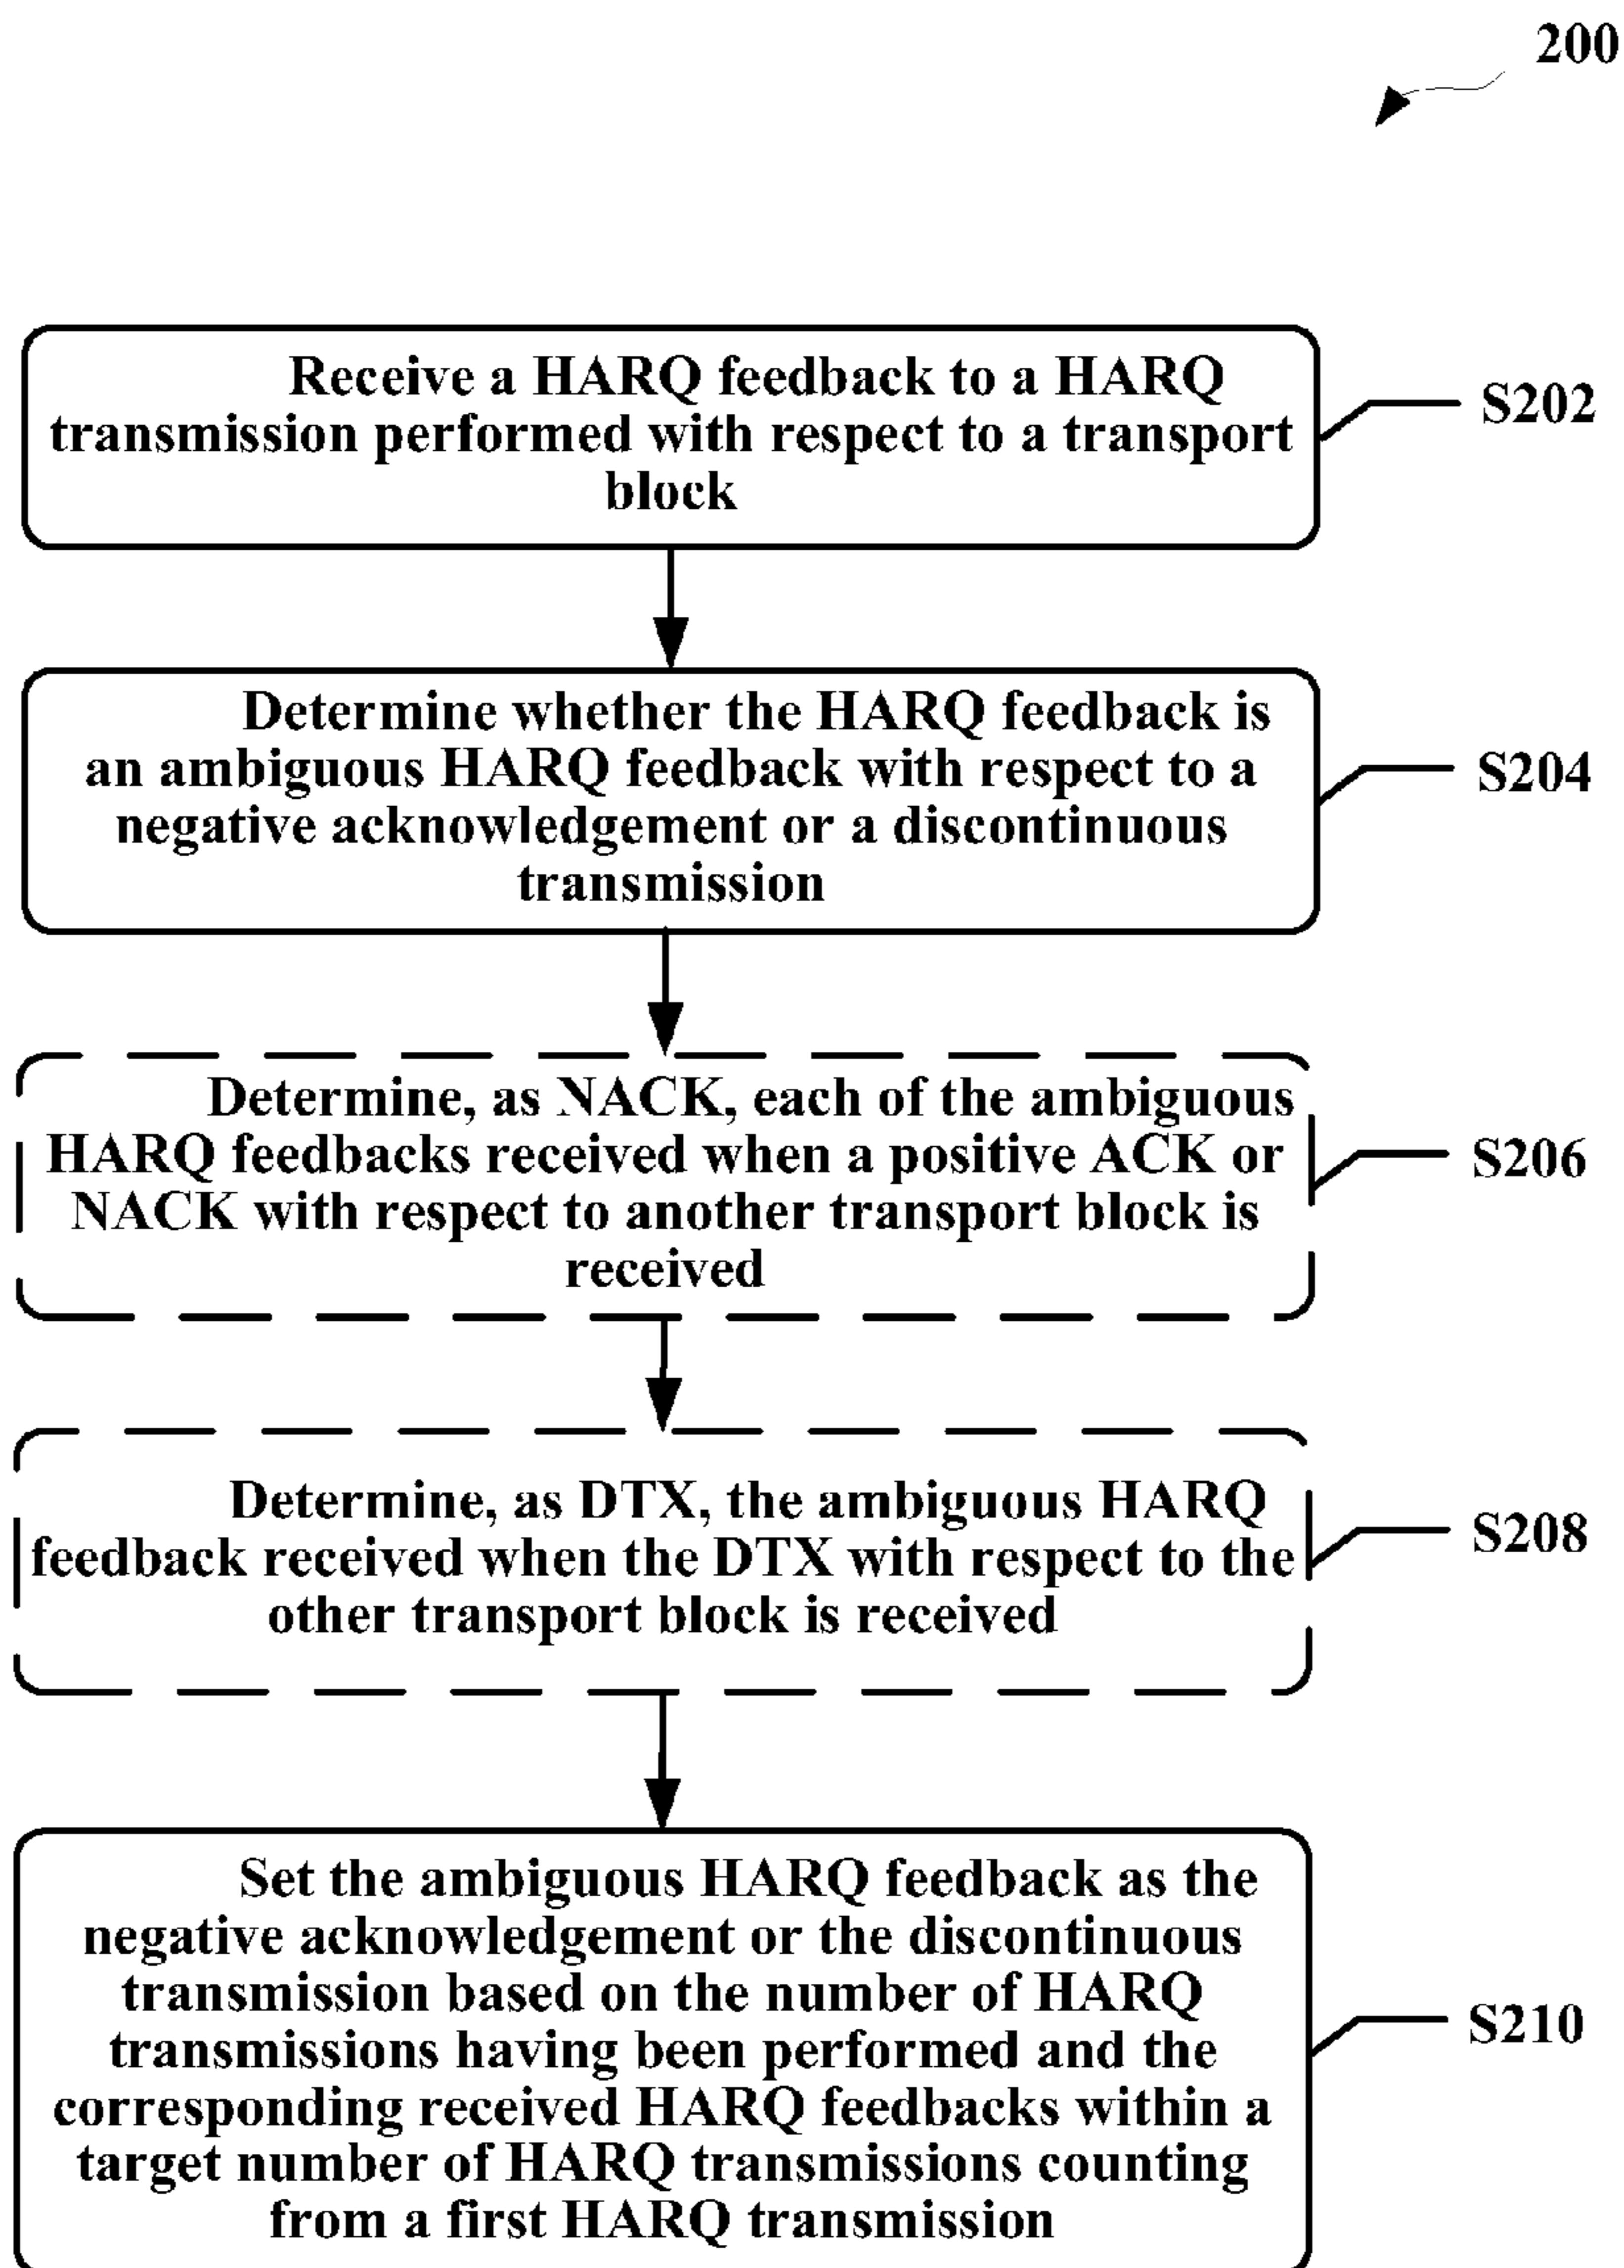 200
Receive a HARQ feedback to a HARQ
transmission performed with respect to a transport
block
S202
Determine whether the HARQ feedback is
an ambiguous HARQ feedback with respect to a
negative acknowledgement or a discontinuous
transmission
S204
Determine, as NACK, each of the ambiguous
HARQ feedbacks received when a positive ACK or
NACK with respect to another transport block is
received
S206
Determine, as DTX, the ambiguous HARQ
feedback received when the DTX with respect to the
other transport block is received
S208
Set the ambiguous HARQ feedback as the
negative acknowledgement or the discontinuous
transmission based on the number of HARQ
transmissions having been performed and the
corresponding received HARQ feedbacks within a
target number of HARQ transmissions counting
from a first HARQ transmission
S210